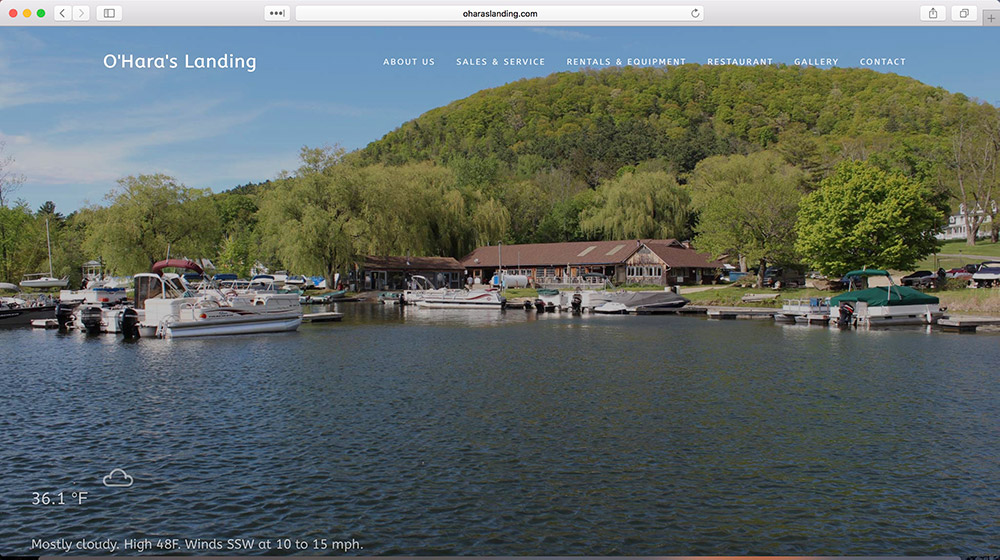 oharaslanding.com
O'Hara's Landing
ABOUT US SALES & SERVICE RENTALS & EQUIPMENT RESTAURANT GALLERY CONTACT
36.1 °F
Mostly cloudy. High 48F. Winds SSW at 10 to 15 mph.